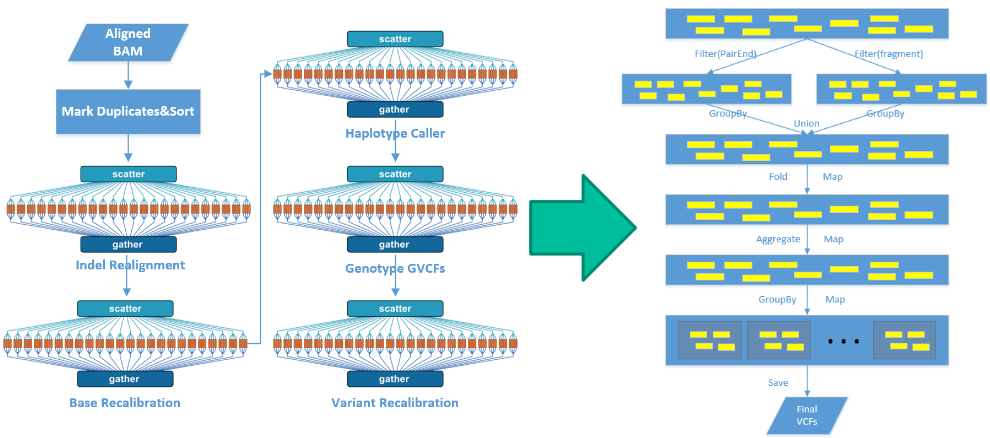 Aligned
BAM
Mark Duplicates&Sort
scatter
gather
Indel Realignment
scatter
gather
Base Recalibration
scatter
gather
Haplotype Caller
scatter
gather
Genotype GVCFs
scatter
gather
Variant Recalibration
Filter(PairEnd)
Filter(fragment)
GroupBy
Union
GroupBy
Fold
Map
Aggregate
Map
GroupBy
Map
Save
Final
VCFs